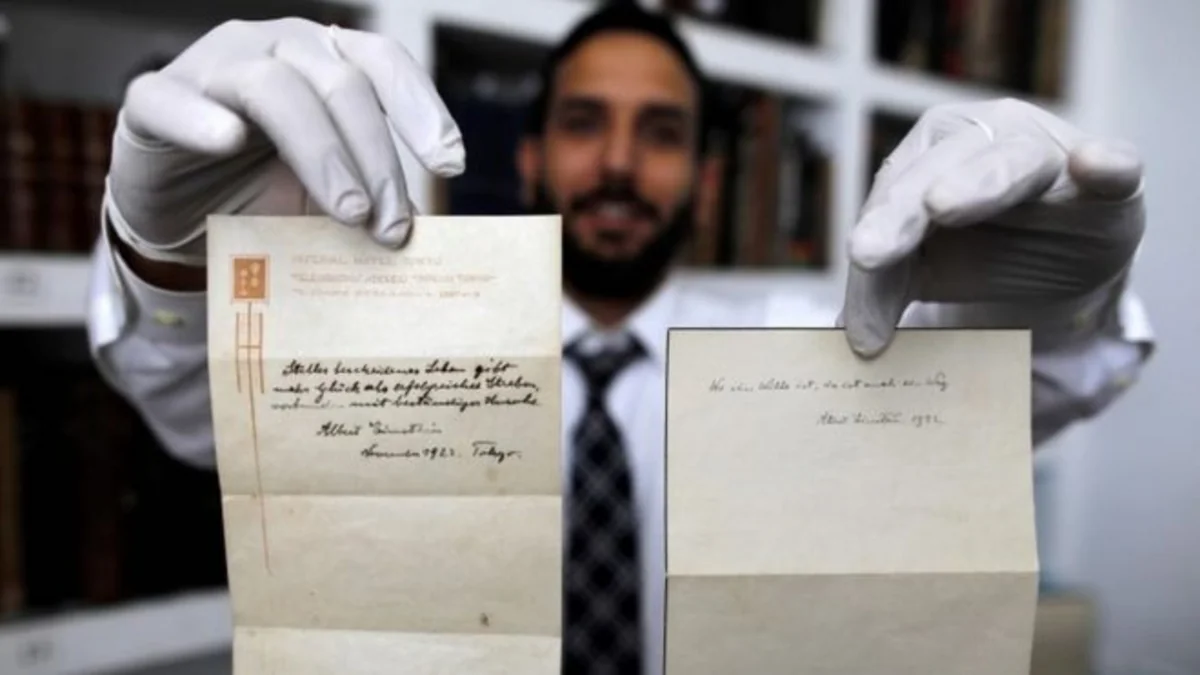 IMPERIAL HOTEL TOKYO
Stilles bescheidenes Leben gibt
mehr Glück als erfolgreiches Streben,
verbunden mit beständiger Unruhe.
Albert Einstein
November 1922. Tokyo.
Wo ein Wille ist, da ist auch ein Weg
Albert Einstein. 1922.